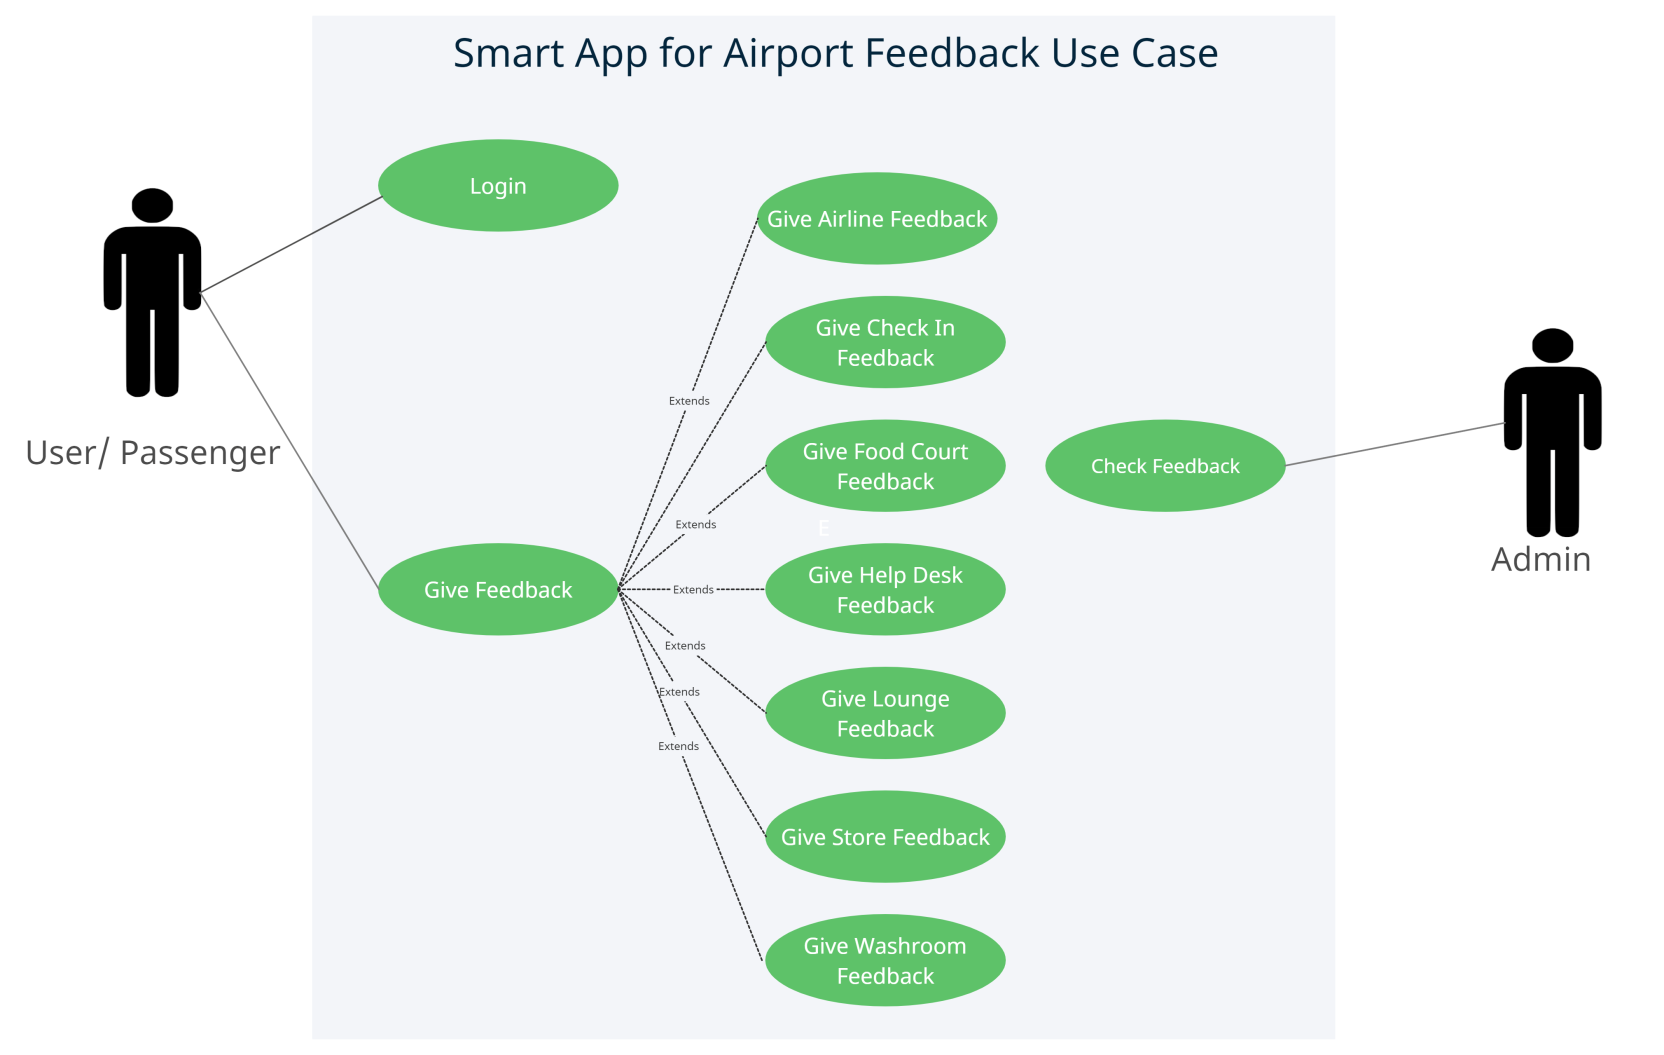 Smart App for Airport Feedback Use Case
Login
Give Airline Feedback
Give Check In
Feedback
Extends
User/ Passenger
Give Food Court
Feedback
Check Feedback
Extends
E
Admin
Give Feedback
Extends
Give Help Desk
Feedback
Extends
Extends
Give Lounge
Feedback
Extends
Give Store Feedback
Give Washroom
Feedback